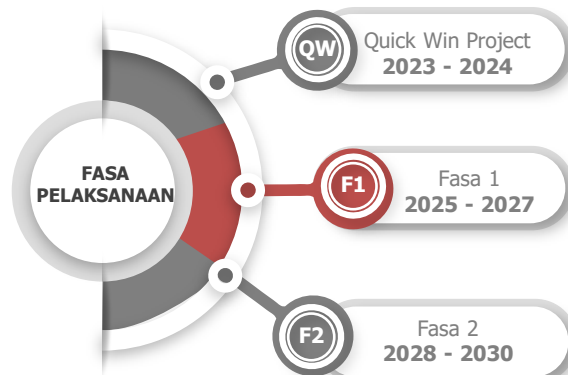 QW
Quick Win Project
2023 - 2024
FASA
PELAKSANAAN
F1
Fasa 1
2025 - 2027
F2
Fasa 2
2028 - 2030